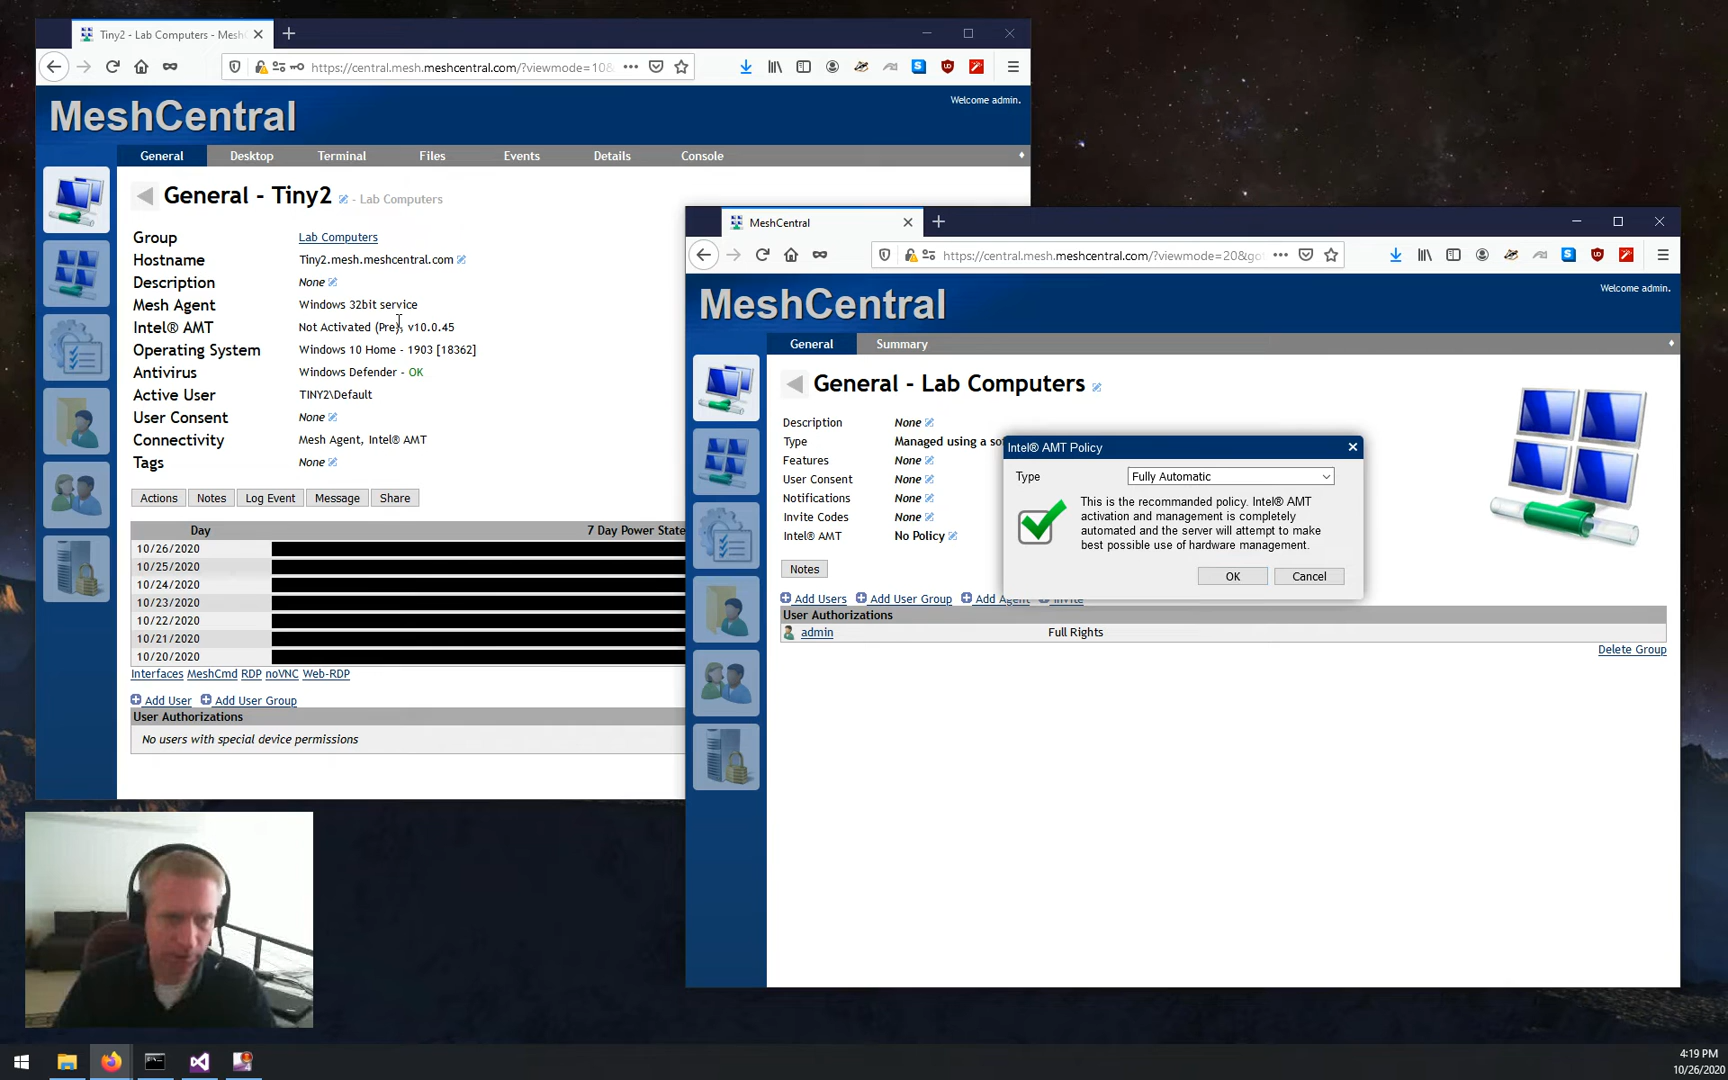 Tiny2 - Lab Computers - Mesh
https://central.mesh.meshcentral.com/?viewmode=10&
MeshCentral
Welcome admin.
General Desktop Terminal Files Events Details Console
General - Tiny2 - Lab Computers
Group Lab Computers
Hostname Tiny2.mesh.meshcentral.com
Description None
Mesh Agent Windows 32bit service
Intel® AMT Not Activated (Pre), v10.0.45
Operating System Windows 10 Home - 1903 [18362]
Antivirus Windows Defender - OK
Active User TINY2\Default
User Consent None
Connectivity Mesh Agent, Intel® AMT
Tags None
Actions Notes Log Event Message Share
Day 7 Day Power State
10/26/2020
10/25/2020
10/24/2020
10/23/2020
10/22/2020
10/21/2020
10/20/2020
Interfaces MeshCmd RDP noVNC Web-RDP
Add User Add User Group
User Authorizations
No users with special device permissions
MeshCentral
https://central.mesh.meshcentral.com/?viewmode=20&go
MeshCentral
Welcome admin.
General Summary
General - Lab Computers
Description None
Type Managed using a so
Features None
User Consent None
Notifications None
Invite Codes None
Intel® AMT No Policy
Notes
Add Users Add User Group Add Agent Invite
User Authorizations
admin Full Rights
Delete Group
Intel® AMT Policy
Type Fully Automatic
This is the recommanded policy. Intel® AMT
activation and management is completely
automated and the server will attempt to make
best possible use of hardware management.
OK Cancel
4:19 PM
10/26/2020